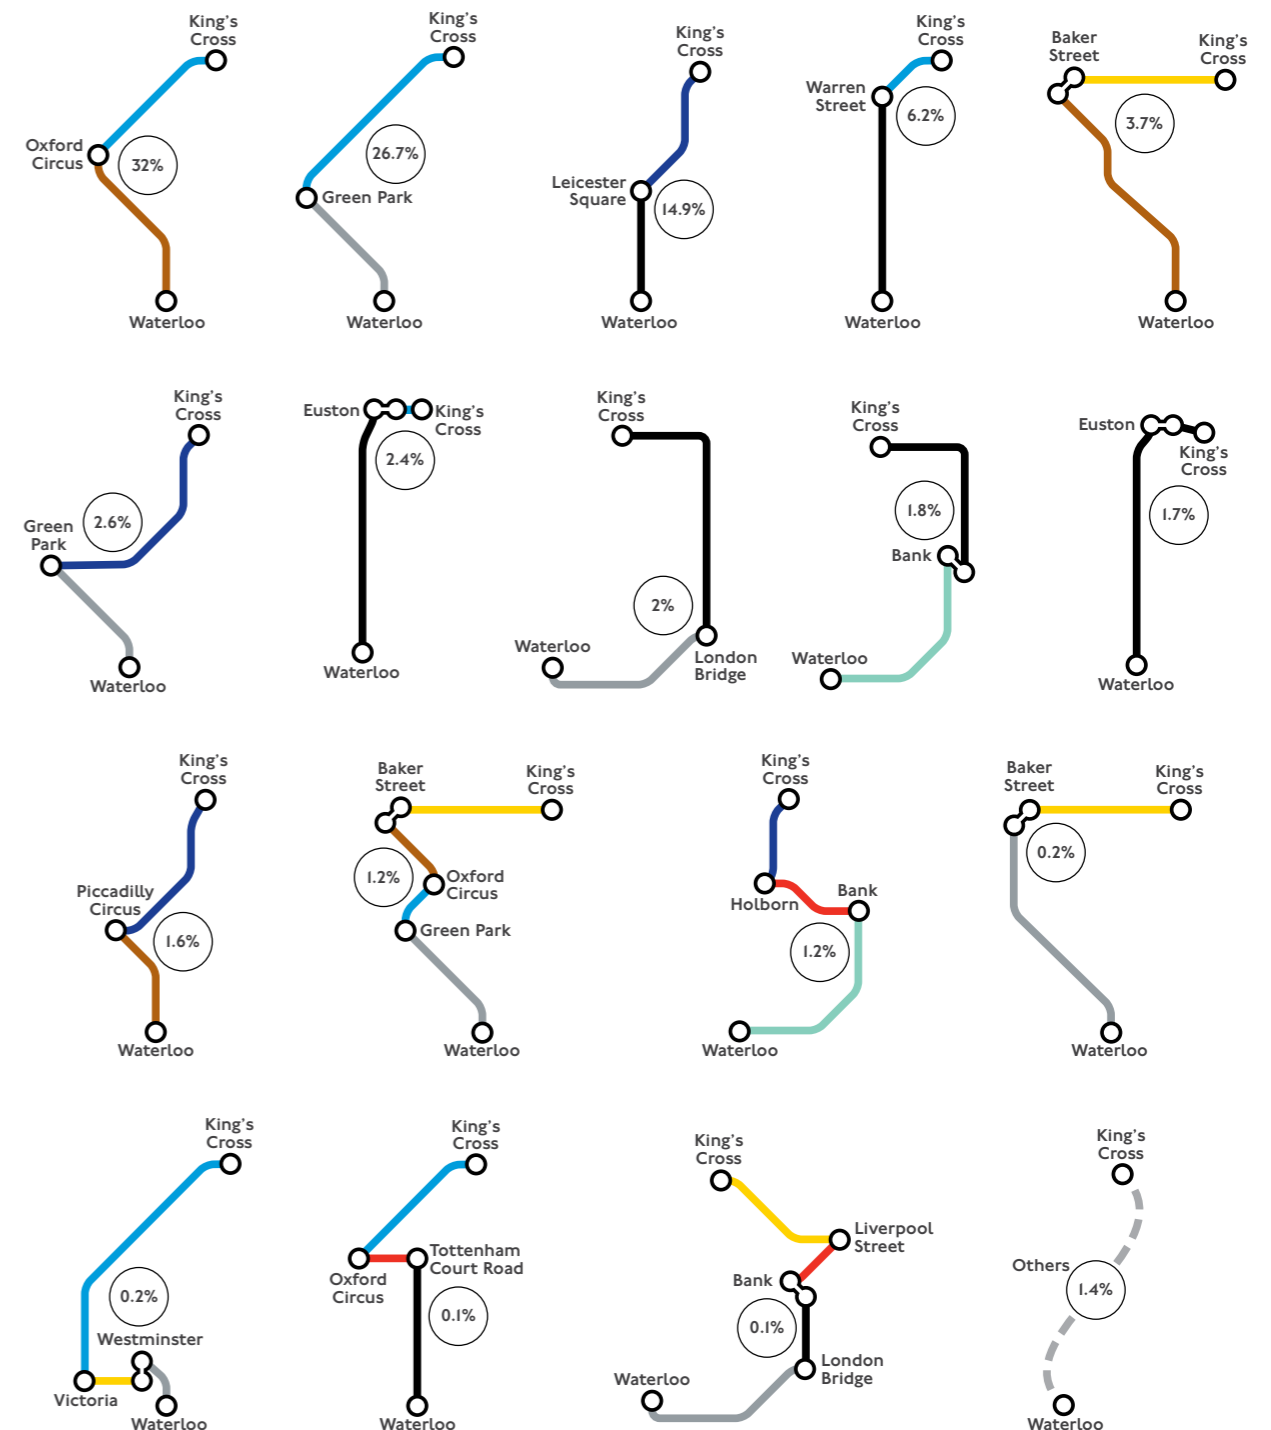 King's
Cross
Oxford
Circus
32%
Waterloo
King's
Cross
26.7%
Green Park
Waterloo
King's
Cross
Leicester
Square
14.9%
Waterloo
King's
Cross
Warren
Street
6.2%
Waterloo
Baker
Street
King's
Cross
3.7%
Waterloo
King's
Cross
Green
Park
2.6%
Waterloo
Euston
King's
Cross
2.4%
Waterloo
King's
Cross
2%
Waterloo
London
Bridge
King's
Cross
1.8%
Bank
Waterloo
Euston
King's
Cross
1.7%
Waterloo
King's
Cross
Piccadilly
Circus
1.6%
Waterloo
Baker
Street
King's
Cross
1.2%
Oxford
Circus
Green Park
Waterloo
King's
Cross
Holborn
Bank
1.2%
Waterloo
Baker
Street
King's
Cross
0.2%
Waterloo
King's
Cross
0.2%
Westminster
Victoria
Waterloo
King's
Cross
Oxford
Circus
Tottenham
Court Road
0.1%
Waterloo
King's
Cross
Liverpool
Street
Bank
0.1%
London
Bridge
Waterloo
King's
Cross
Others
1.4%
Waterloo